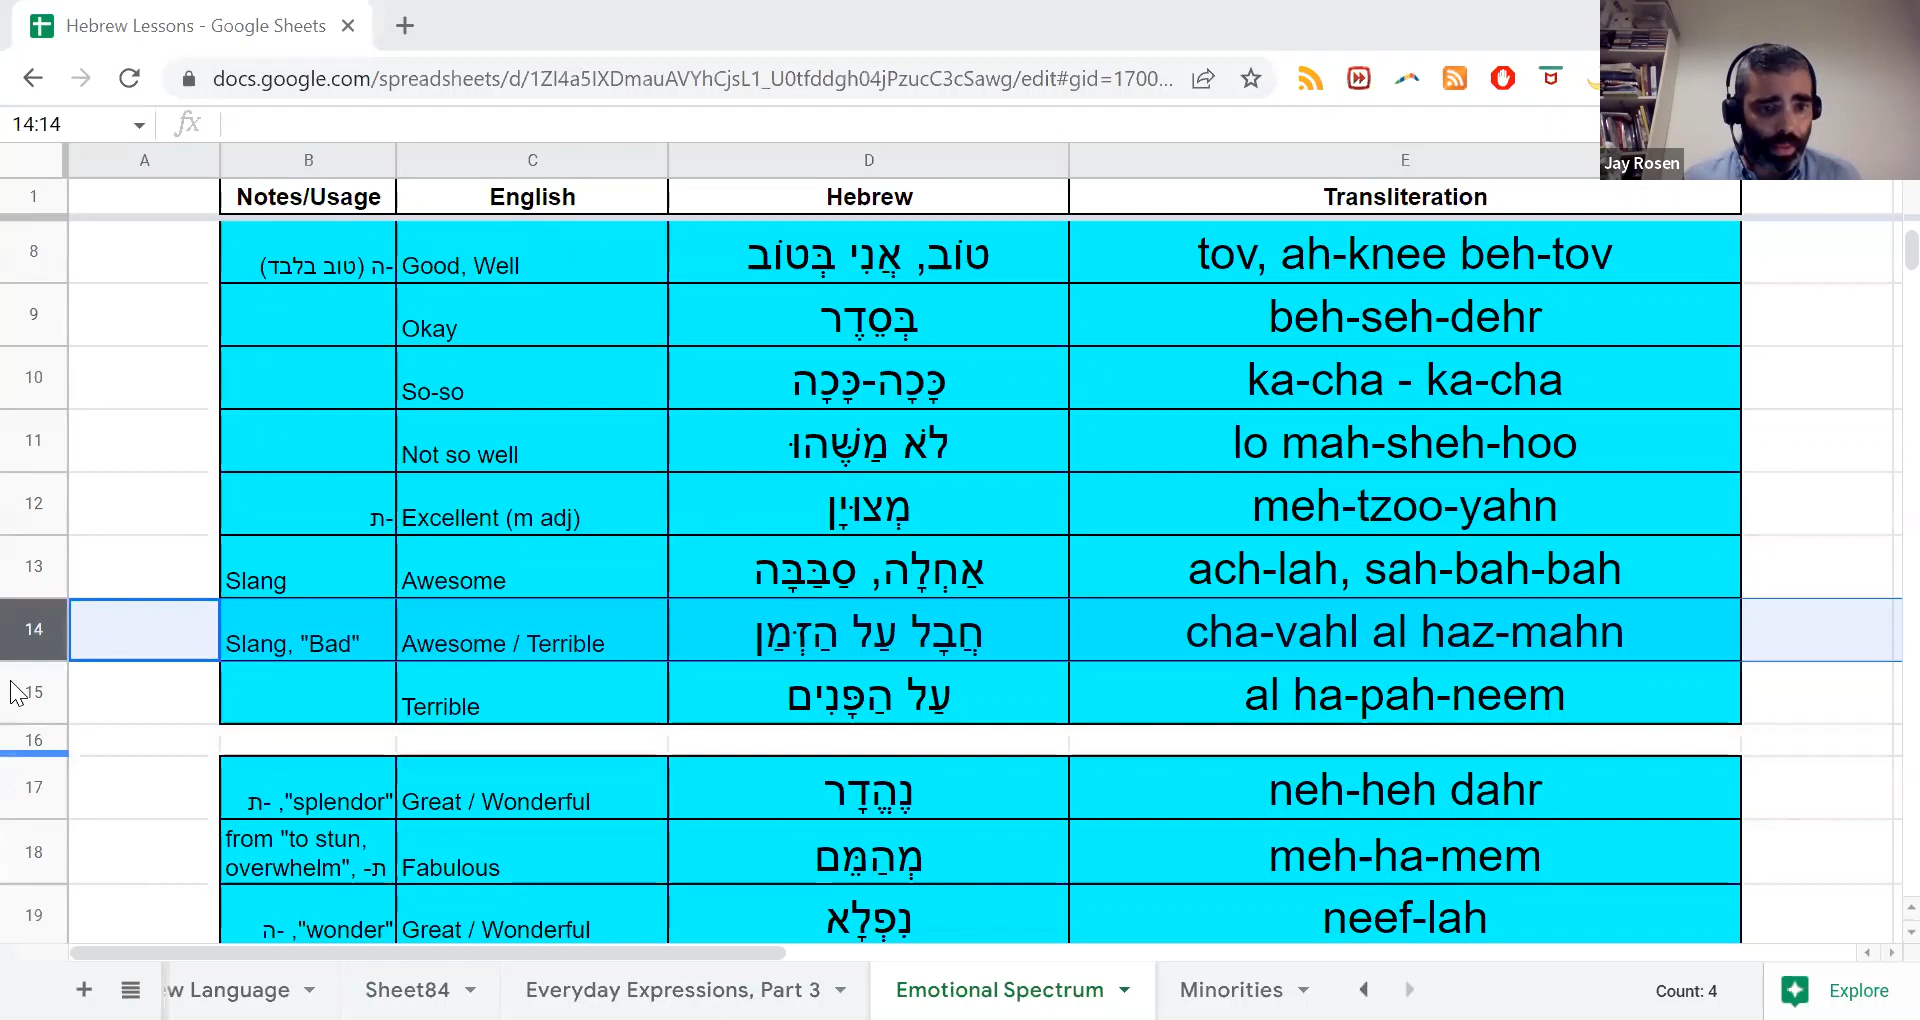 Hebrew Lessons - Google Sheets
docs.google.com/spreadsheets/d/1ZI4a5IXDmauAVYhCjsL1_U0tfddgh04jPzucC3cSawg/edit#gid=1700...
Jay Rosen
14:14
fx
A B C D E
1 Notes/Usage English Hebrew Transliteration
8 -ה (טוב בלבד) Good, Well טוֹב, אֲנִי בְּטוֹב tov, ah-knee beh-tov
9 Okay בְּסֵדֶר beh-seh-dehr
10 So-so כָּכָה-כָּכָה ka-cha - ka-cha
11 Not so well לֹא מַשֶּׁהוּ lo mah-sheh-hoo
12 -ת Excellent (m adj) מְצוּיָן meh-tzoo-yahn
13 Slang Awesome אַחְלָה, סַבַּבָּה ach-lah, sah-bah-bah
14 Slang, "Bad" Awesome / Terrible חֲבָל עַל הַזְּמַן cha-vahl al haz-mahn
15 Terrible עַל הַפָּנִים al ha-pah-neem
16
17 "splendor", -ת Great / Wonderful נֶהֱדָר neh-heh dahr
18 from "to stun,
overwhelm", -ת Fabulous מְהַמֵּם meh-ha-mem
19 "wonder", -ה Great / Wonderful נִפְלָא neef-lah
w Language Sheet84 Everyday Expressions, Part 3 Emotional Spectrum Minorities Count: 4 Explore